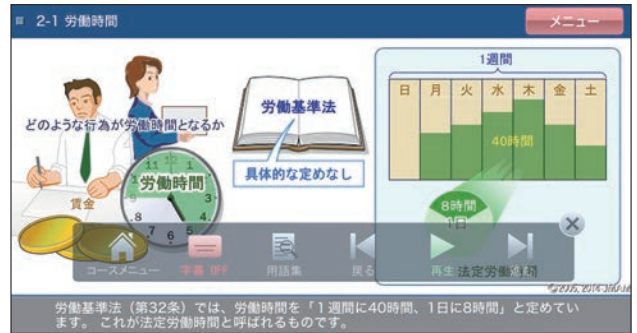 2-1 労働時間
メニュー
どのような行為が労働時間となるか
労働時間
賃金
11 1
3
8 4
7 6
労働基準法
具体的な定めなし
1週間
日 月 火 水 木 金 土
40時間
8時間
1日
コースメニュー
字幕 OFF
用語集
戻る
再生
法定労働時間
労働基準法(第32条)では、労働時間を「1週間に40時間、1日に8時間」と定めてい
ます。 これが法定労働時間と呼ばれるものです。